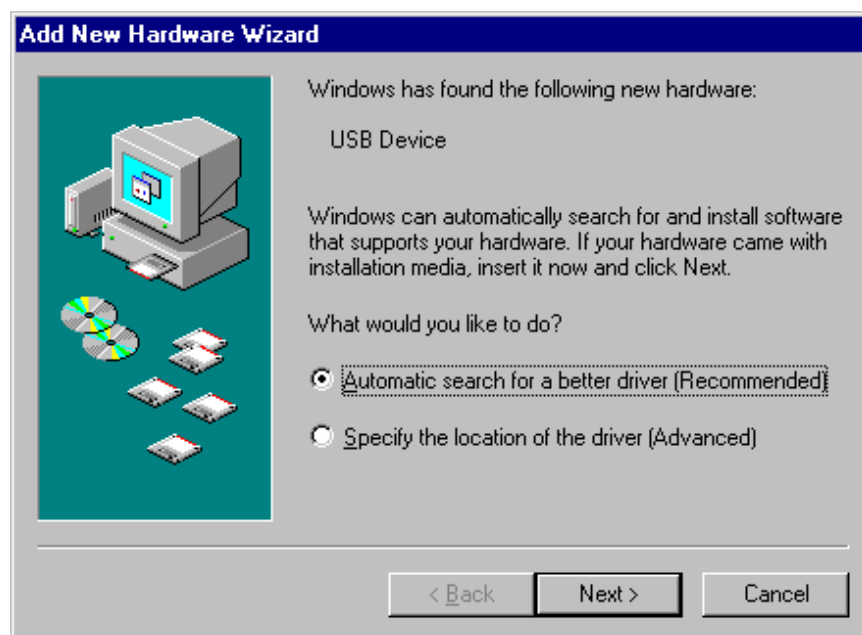 Add New Hardware Wizard
Windows has found the following new hardware:
USB Device
Windows can automatically search for and install software
that supports your hardware. If your hardware came with
installation media, insert it now and click Next.
What would you like to do?
Automatic search for a better driver (Recommended)
Specify the location of the driver (Advanced)
< Back
Next >
Cancel